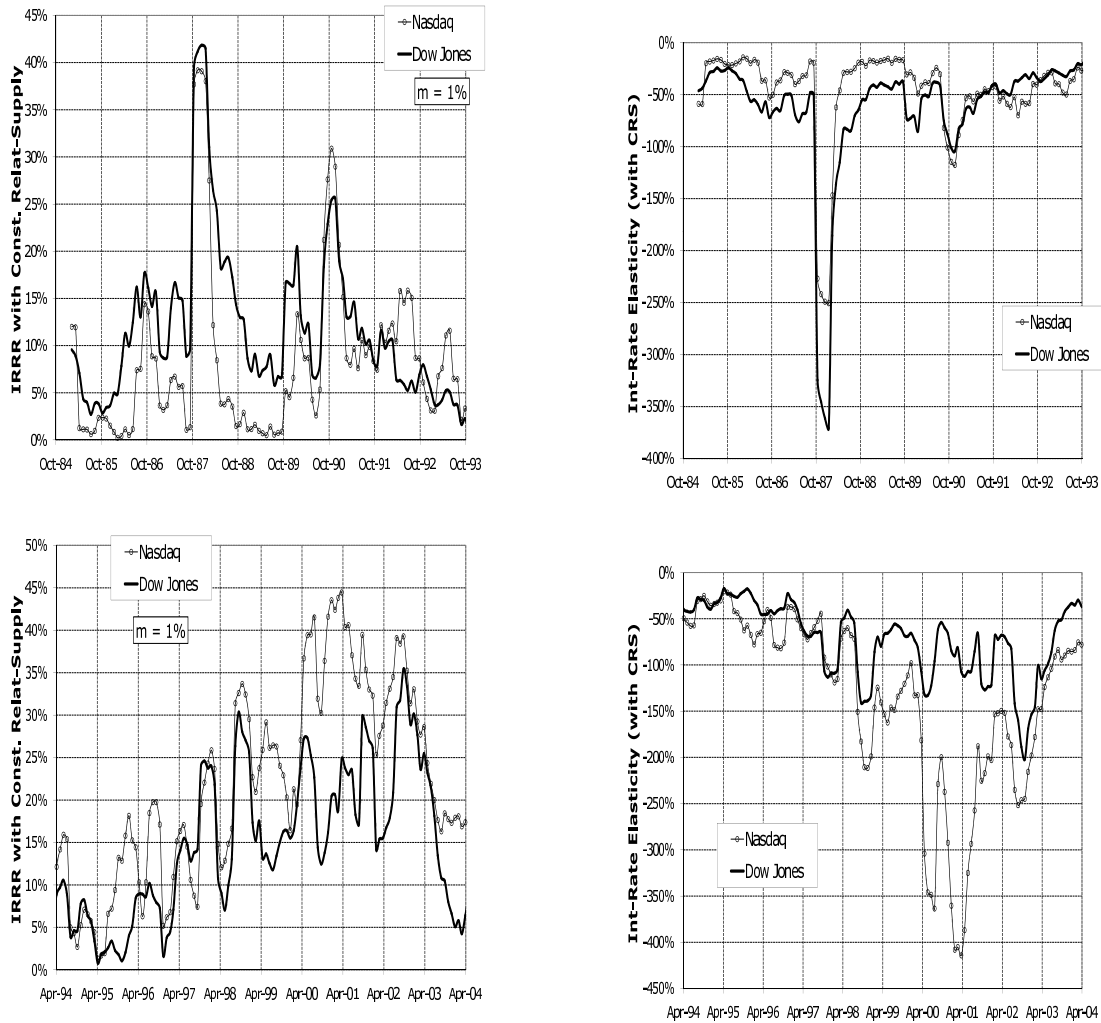 IRRR with Const. Relat-Supply
45%
40%
35%
30%
25%
20%
15%
10%
5%
0%
Oct-84 Oct-85 Oct-86 Oct-87 Oct-88 Oct-89 Oct-90 Oct-91 Oct-92 Oct-93
Nasdaq
Dow Jones
m = 1%
Int-Rate Elasticity (with CRS)
0%
-50%
-100%
-150%
-200%
-250%
-300%
-350%
-400%
Oct-84 Oct-85 Oct-86 Oct-87 Oct-88 Oct-89 Oct-90 Oct-91 Oct-92 Oct-93
Nasdaq
Dow Jones
IRRR with Const. Relat-Supply
50%
45%
40%
35%
30%
25%
20%
15%
10%
5%
0%
Apr-94 Apr-95 Apr-96 Apr-97 Apr-98 Apr-99 Apr-00 Apr-01 Apr-02 Apr-03 Apr-04
Nasdaq
Dow Jones
m = 1%
Int-Rate Elasticity (with CRS)
0%
-50%
-100%
-150%
-200%
-250%
-300%
-350%
-400%
-450%
Apr-94 Apr-95 Apr-96 Apr-97 Apr-98 Apr-99 Apr-00 Apr-01 Apr-02 Apr-03 Apr-04
Nasdaq
Dow Jones